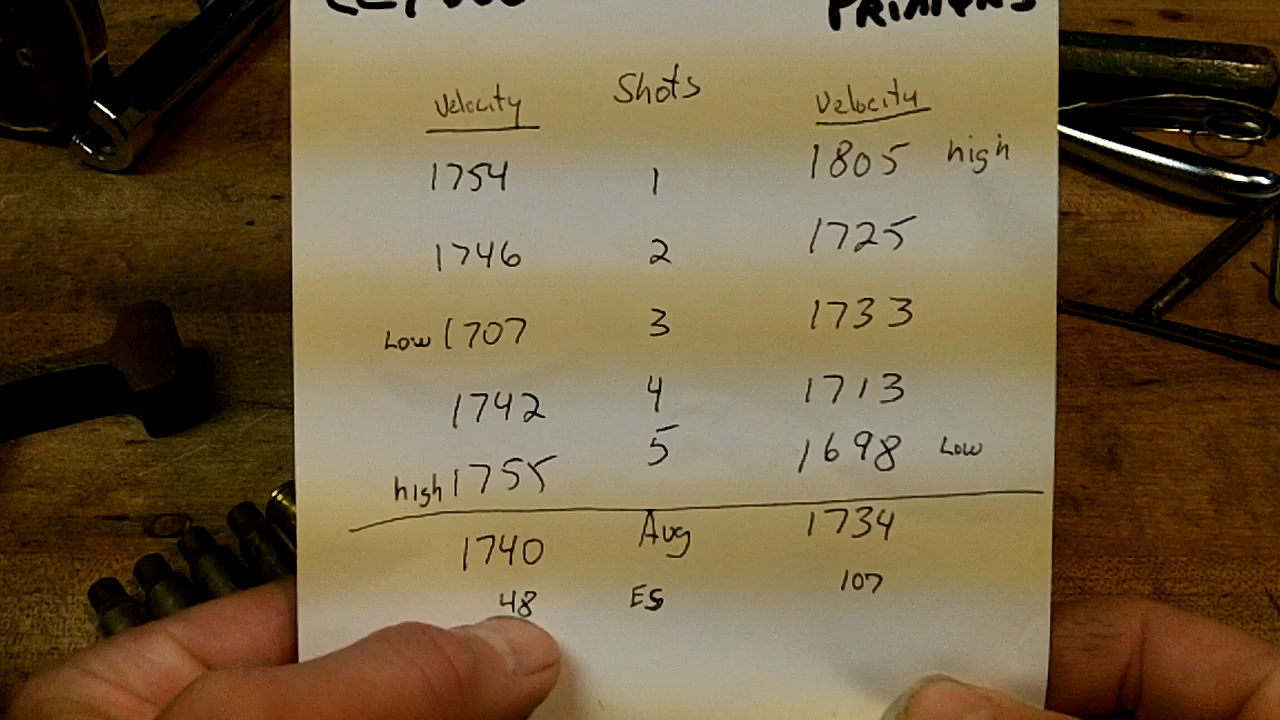 PRIMERS
Velocity Shots Velocity
1754 1 1805 high
1746 2 1725
Low 1707 3 1733
1742 4 1713
high 1755 5 1698 Low
1740 Avg 1734
48 ES 107